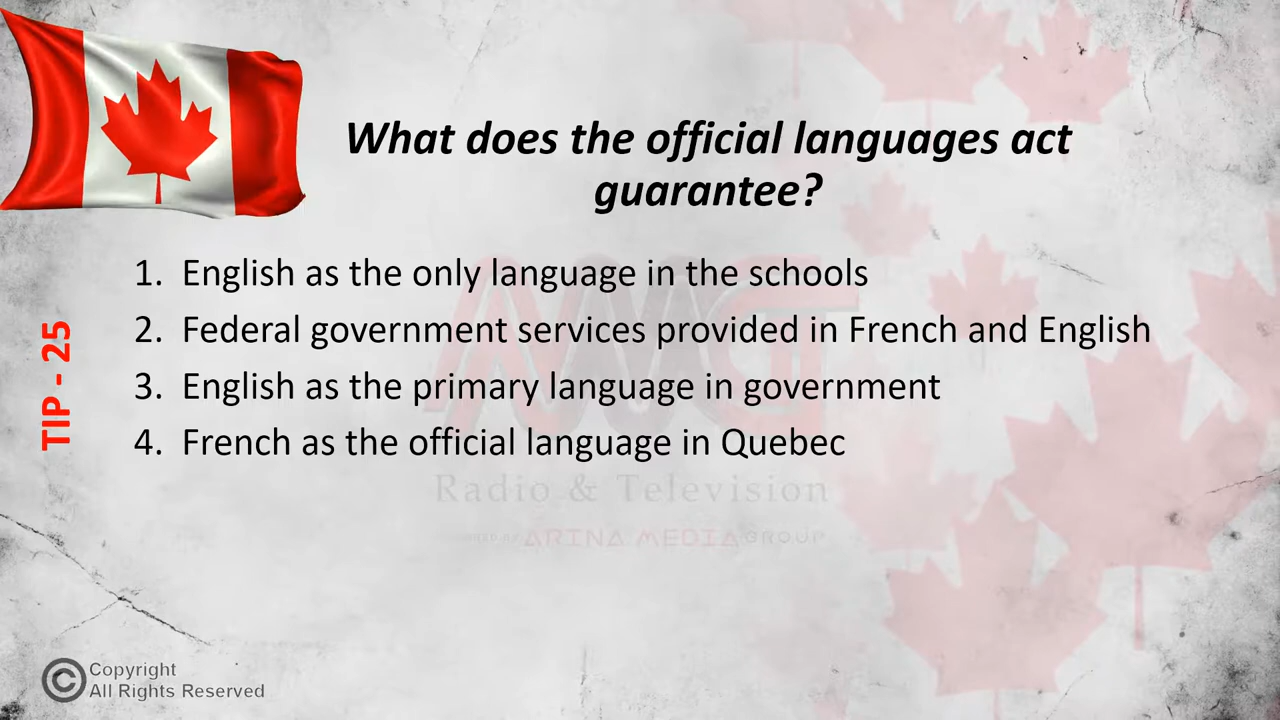 What does the official languages act
guarantee?
1. English as the only language in the schools
2. Federal government services provided in French and English
3. English as the primary language in government
4. French as the official language in Quebec
TIP - 25
Radio & Television
ARINA MEDIA GROUP
© Copyright
All Rights Reserved